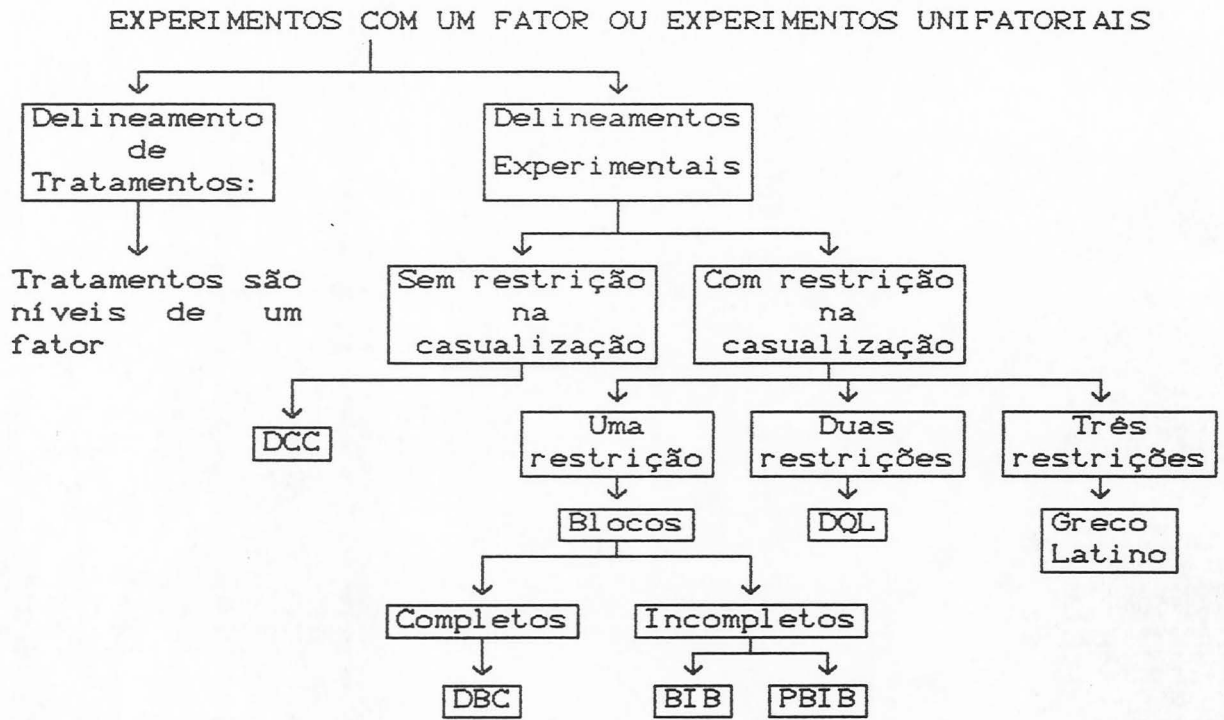 EXPERIMENTOS COM UM FATOR OU EXPERIMENTOS UNIFATORIAIS
Delineamento
de
Tratamentos:
Delineamentos
Experimentais
Tratamentos são
níveis de um
fator
Sem restrição
na
casualização
Com restrição
na
casualização
DCC
Uma
restrição
Duas
restrições
Três
restrições
Blocos
DQL
Greco
Latino
Completos
Incompletos
DBC
BIB
PBIB